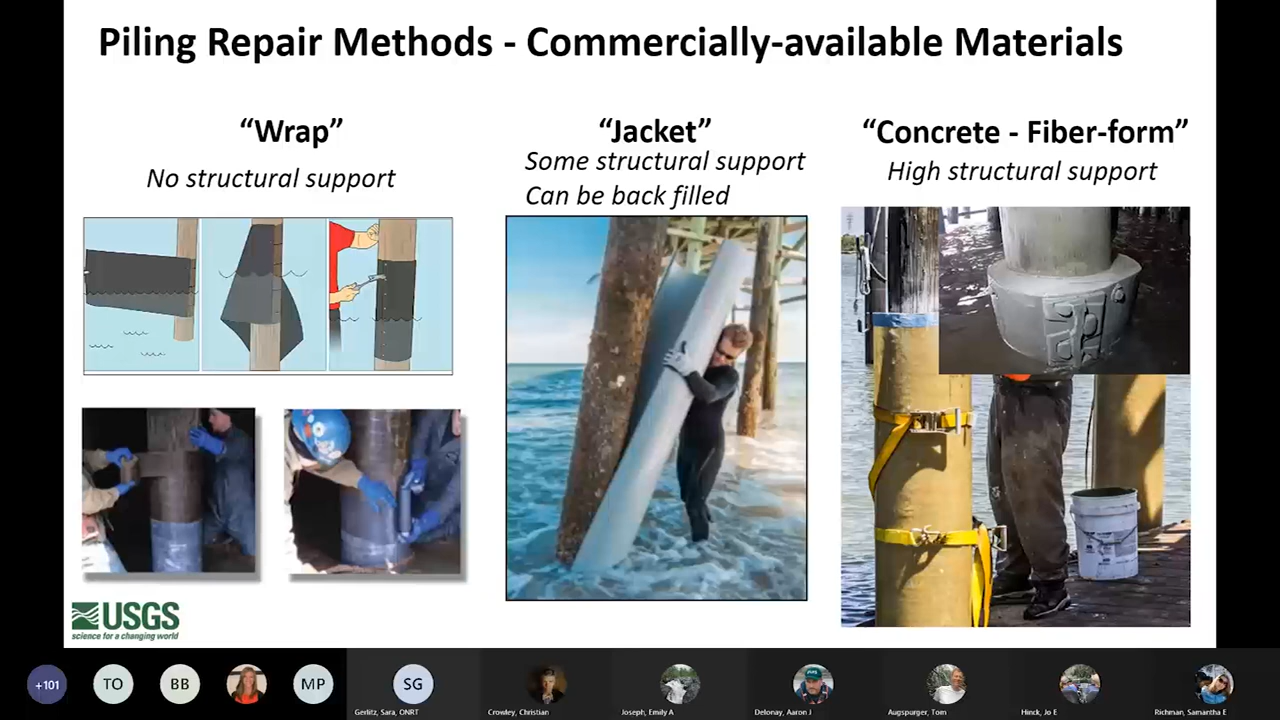 Piling Repair Methods - Commercially-available Materials
“Wrap”
No structural support
“Jacket”
Some structural support
Can be back filled
“Concrete - Fiber-form”
High structural support
USGS
science for a changing world
+101
TO
BB
MP
SG
Gerlitz, Sara, ONRT
Crowley, Christian
Joseph, Emily A
Delonay, Aaron J
Augspurger, Tom
Hinck, Jo E
Richman, Samantha E